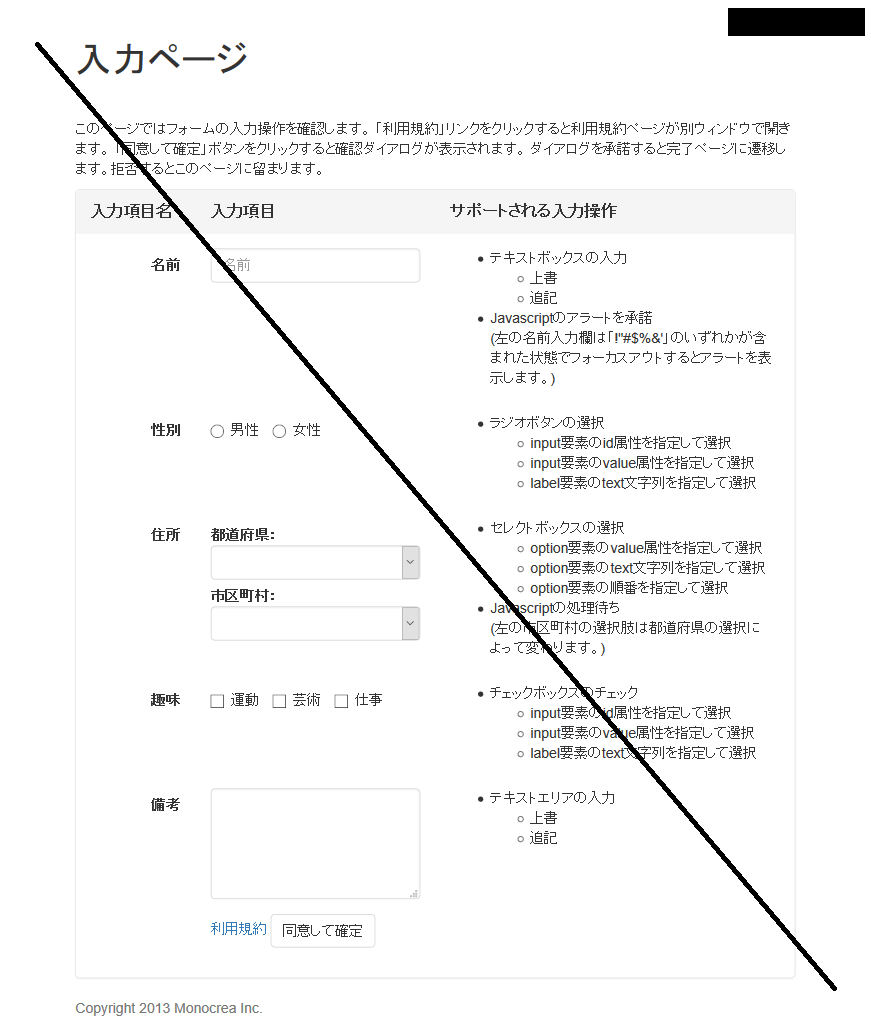 入力ページ
このページではフォームの入力操作を確認します。「利用規約」リンクをクリックすると利用規約ページが別ウィンドウで開き
ます。「同意して確定」ボタンをクリックすると確認ダイアログが表示されます。ダイアログを承諾すると完了ページに遷移し
ます。拒否するとこのページに留まります。
入力項目名 入力項目 サポートされる入力操作
名前 名前
テキストボックスの入力
上書
追記
Javascriptのアラートを承諾
(左の名前入力欄は「!"#$%&'」のいずれかが含
まれた状態でフォーカスアウトするとアラートを表
示します。)
性別 男性 女性
ラジオボタンの選択
input要素のid属性を指定して選択
input要素のvalue属性を指定して選択
label要素のtext文字列を指定して選択
住所 都道府県:
市区町村:
セレクトボックスの選択
option要素のvalue属性を指定して選択
option要素のtext文字列を指定して選択
option要素の順番を指定して選択
Javascriptの処理待ち
(左の市区町村の選択肢は都道府県の選択に
よって変わります。)
趣味 運動 芸術 仕事
チェックボックスのチェック
input要素のid属性を指定して選択
input要素のvalue属性を指定して選択
label要素のtext文字列を指定して選択
備考
テキストエリアの入力
上書
追記
利用規約 同意して確定
Copyright 2013 Monocrea Inc.